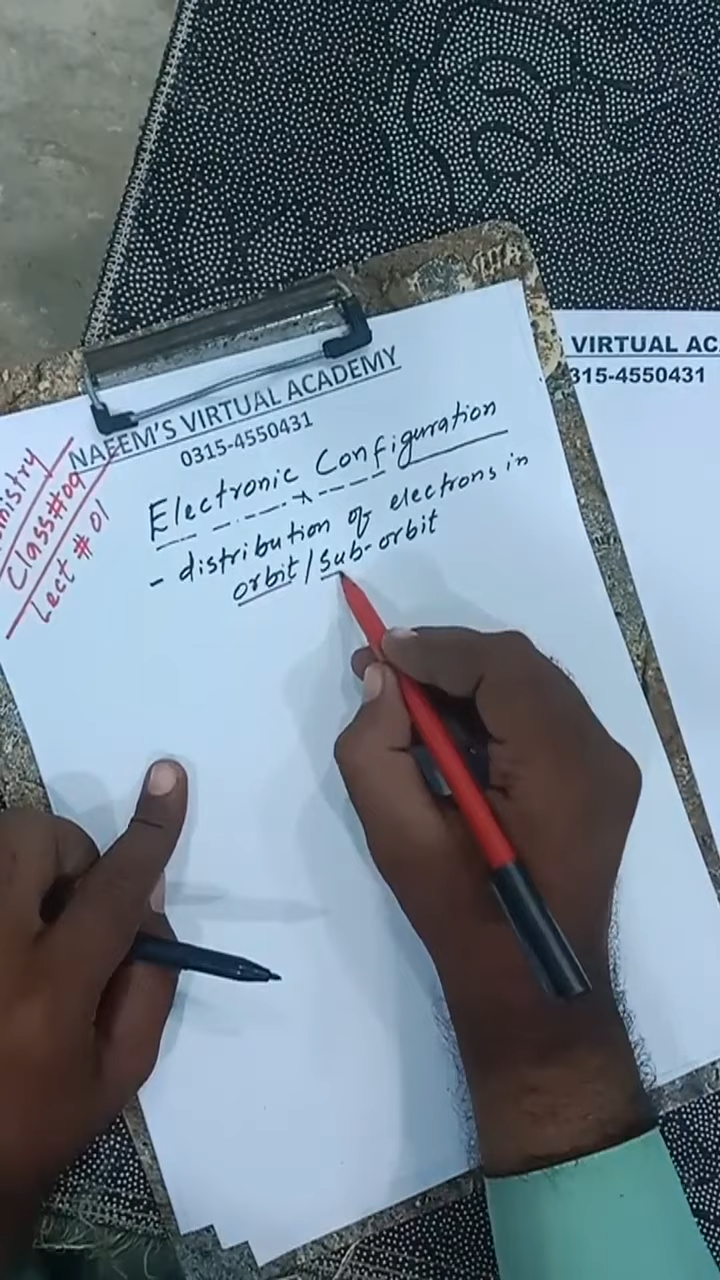 NAEEM'S VIRTUAL ACADEMY
0315-4550431
Class#09
Lect # 01
Electronic Configuration
- distribution of electrons in
orbit/Sub-orbit
VIRTUAL AC
315-4550431